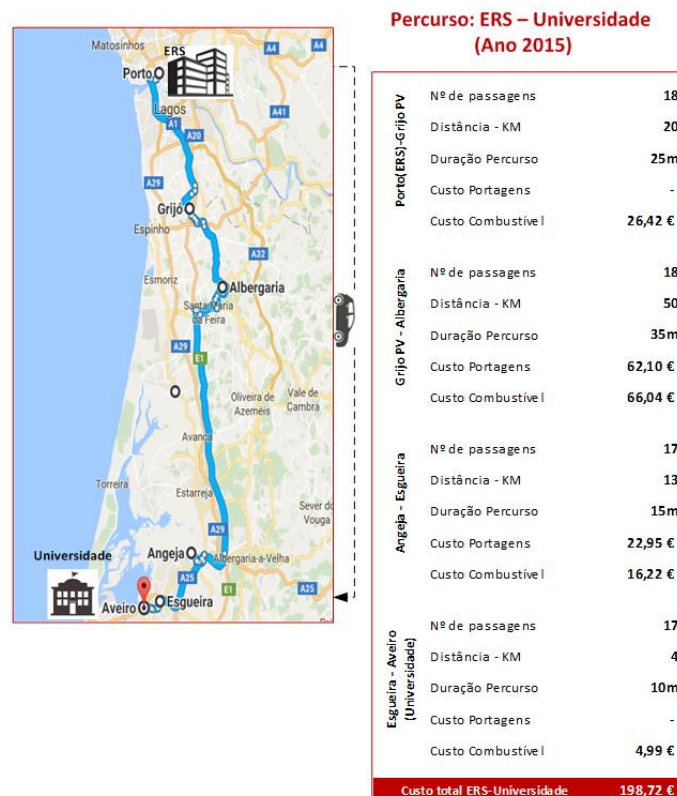 Percurso: ERS – Universidade
(Ano 2015)
Matosinhos
ERS
Porto
A4
A4
Lagos
A1
A20
A41
A29
Grijó
Espinho
A32
Esmoriz
Albergaria
Santa Maria
da Feira
A29
E1
Oliveira de
Azeméis
Vale de
Cambra
Avanca
Torreira
Estarreja
Sever do
Vouga
A29
Universidade
Angeja
Albergaria-a-Velha
A25
E1
A25
Aveiro
Esgueira
Porto(ERS)-Grijo PV
Nº de passagens 18
Distância - KM 20
Duração Percurso 25m
Custo Portagens -
Custo Combustível 26,42 €
Grijo PV - Albergaria
Nº de passagens 18
Distância - KM 50
Duração Percurso 35m
Custo Portagens 62,10 €
Custo Combustível 66,04 €
Angeja - Esgueira
Nº de passagens 17
Distância - KM 13
Duração Percurso 15m
Custo Portagens 22,95 €
Custo Combustível 16,22 €
Esgueira - Aveiro
(Universidade)
Nº de passagens 17
Distância - KM 4
Duração Percurso 10m
Custo Portagens -
Custo Combustível 4,99 €
Custo total ERS-Universidade 198,72 €